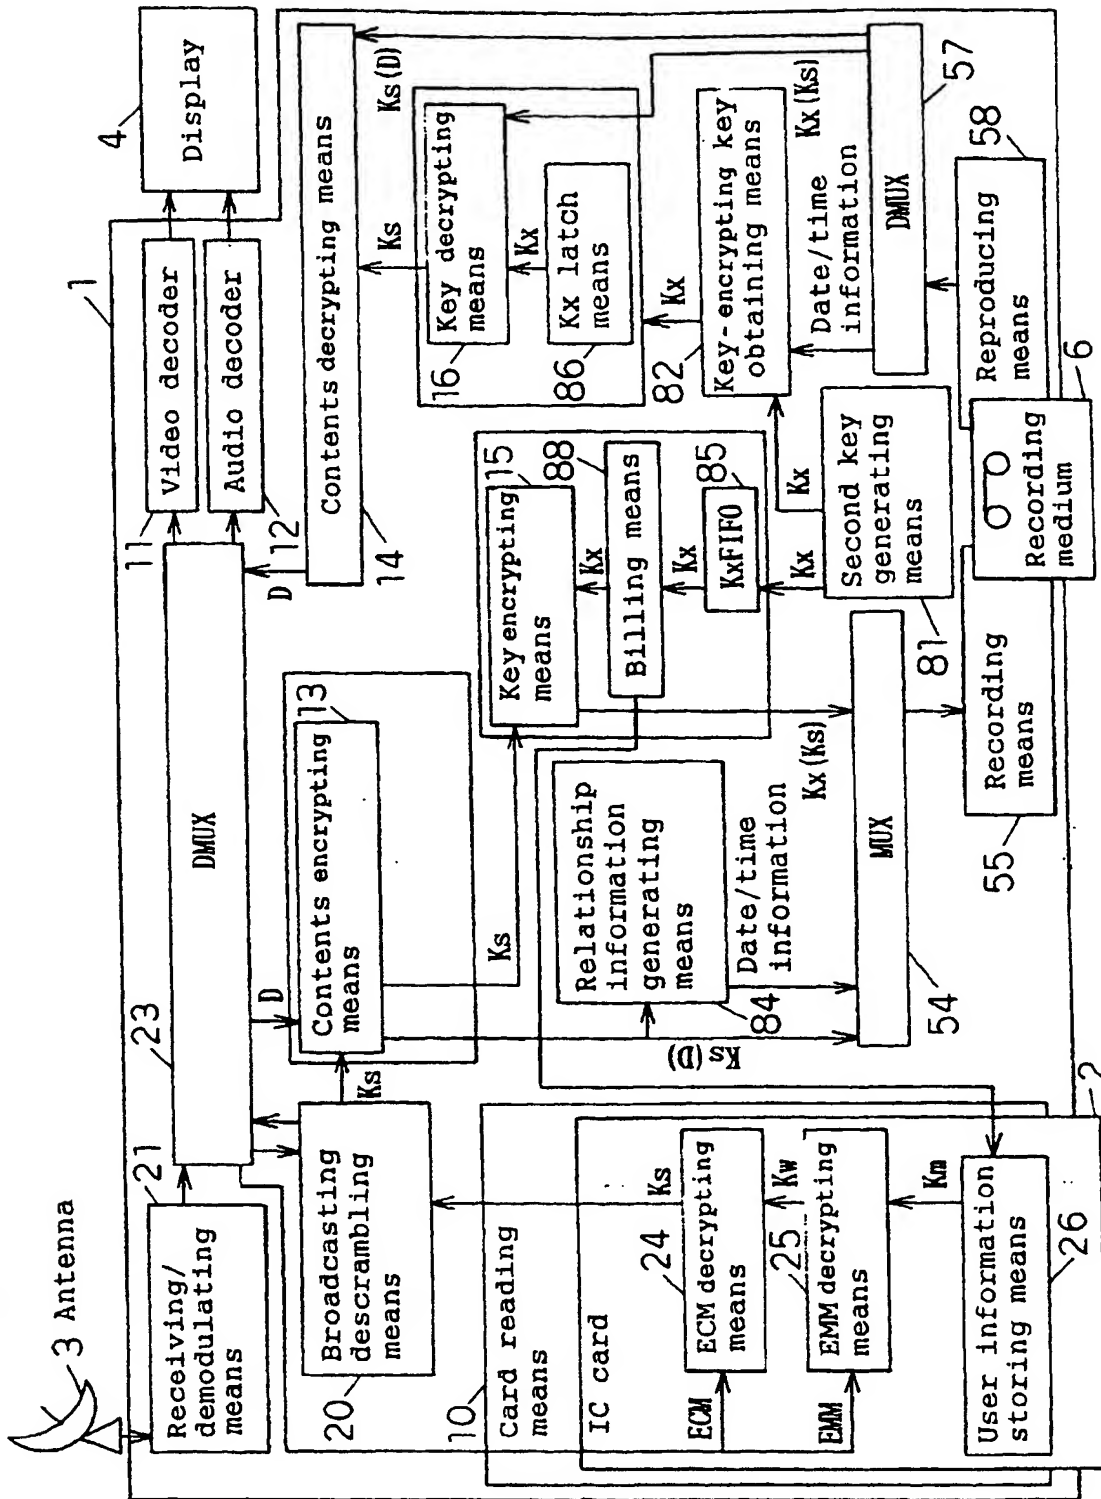 3 Antenna
Receiving/
demodulating
means
21
23
DMUX
11
Video decoder
Audio decoder
12
1
4
Display
D
D
14
Contents decrypting means
20
Broadcasting
descrambling
means
Ks
13
Contents encrypting
means
Ks
Ks(D)
Ks
Ks(D)
16
Key decrypting
means
Kx
86
Kx latch
means
Kx
15
Key encrypting
means
Kx
88
Billing means
Kx
85
KxFIFO
Kx
82
Key-encrypting key
obtaining means
Kx
Kx(Ks)
Date/time
information
DMUX
57
10
Card reading
means
IC card
2
ECM
EMM
24
ECM decrypting
means
Ks
Kw
25
EMM decrypting
means
Km
User information
storing means
26
Relationship
information
generating
means
84
Date/time
information
Kx(Ks)
MUX
54
81
Second key
generating
means
55
Recording
means
Recording
medium
6
Reproducing
means
58